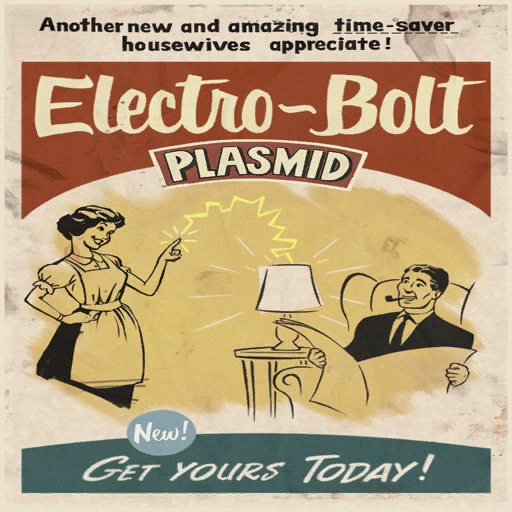 Another new and amazing time-saver
housewives appreciate!
Electro-Bolt
PLASMID
New!
GET YOURS TODAY!